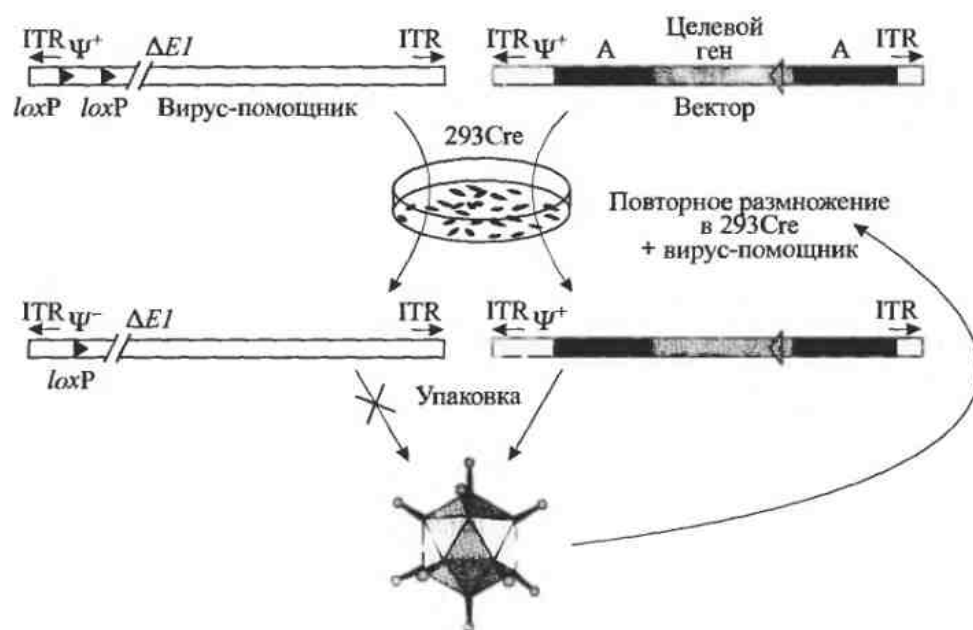 ITR Ψ⁺ ΔE1 ITR
loxP loxP Вирус-помощник
ITR Ψ⁺ A Целевой ген A ITR
Вектор
293Cre
Повторное размножение
в 293Cre
+ вирус-помощник
ITR Ψ⁻ ΔE1 ITR
loxP
ITR Ψ⁺ ITR
Упаковка